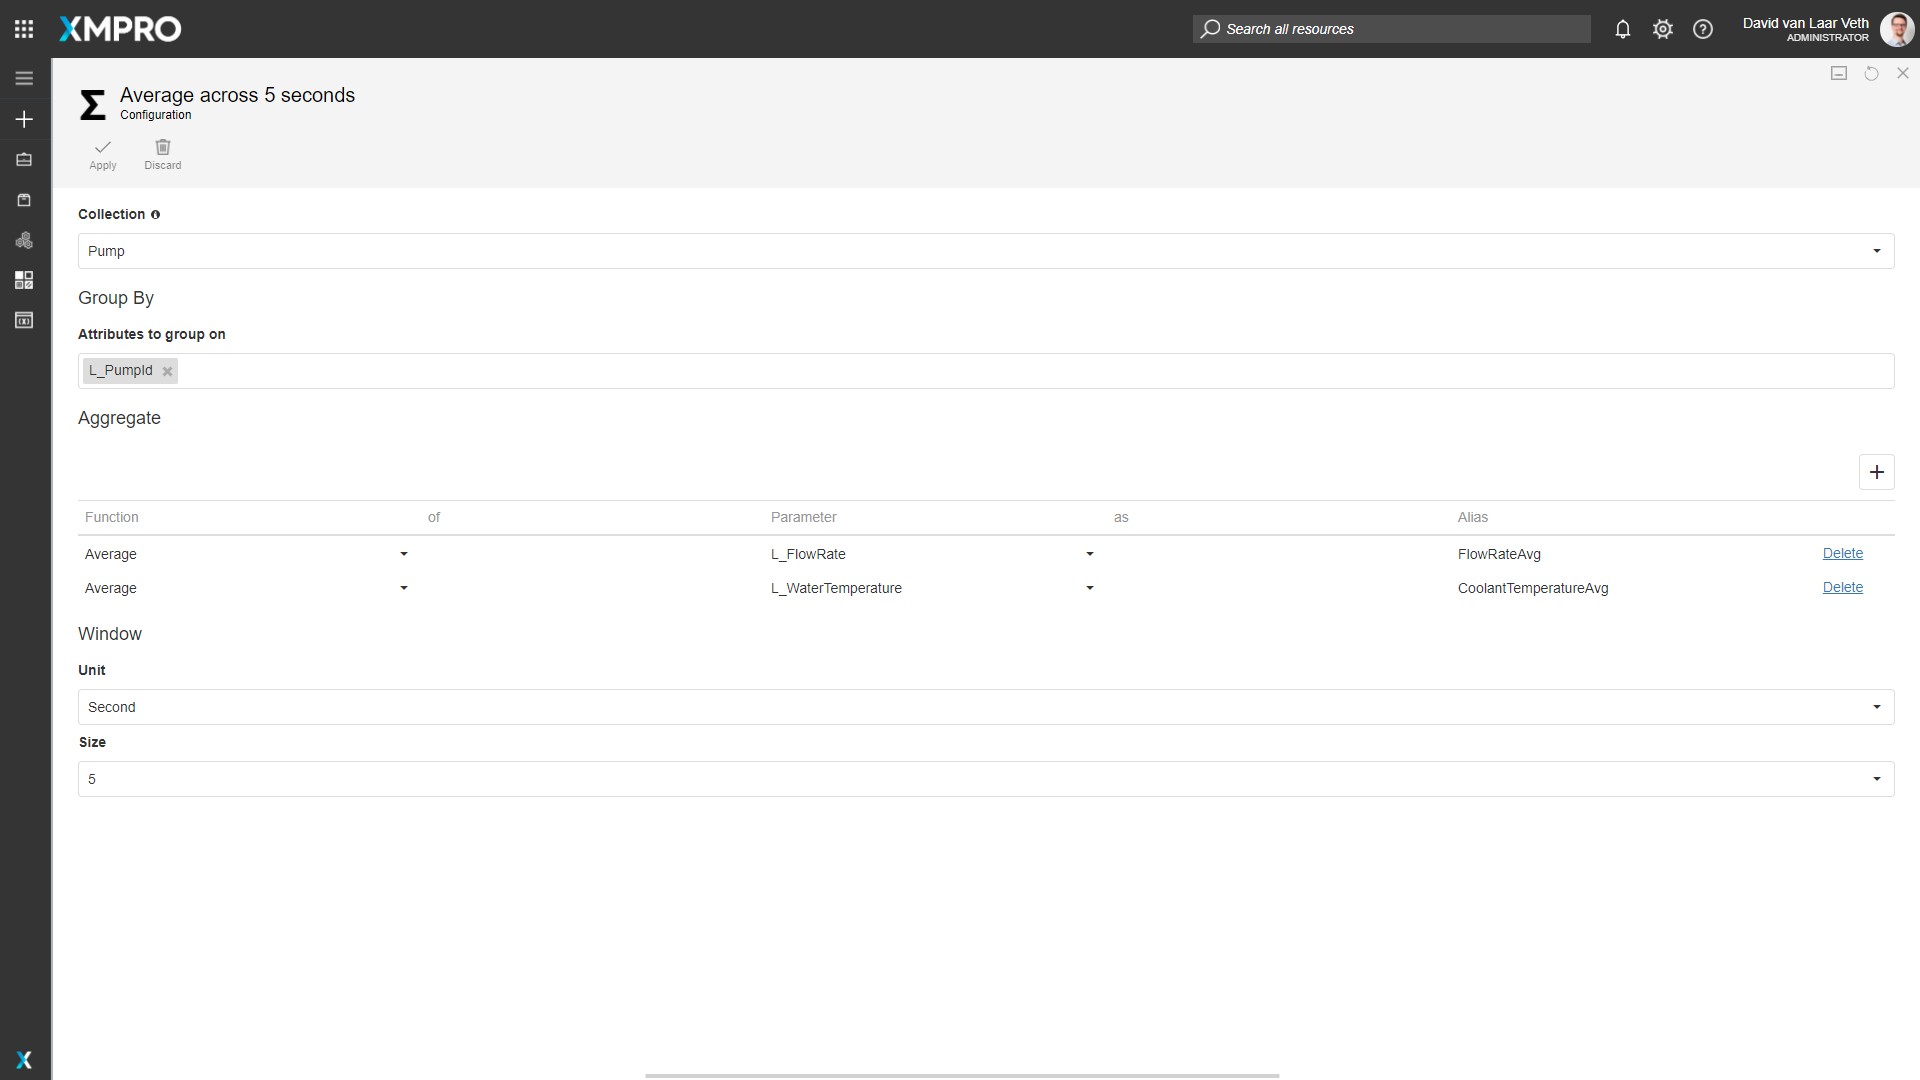 XMPRO
Search all resources
David van Laar Veth
ADMINISTRATOR
Average across 5 seconds
Configuration
Apply
Discard
Collection
Pump
Group By
Attributes to group on
L_PumpId
Aggregate
Function of Parameter as Alias
Average L_FlowRate FlowRateAvg Delete
Average L_WaterTemperature CoolantTemperatureAvg Delete
Window
Unit
Second
Size
5